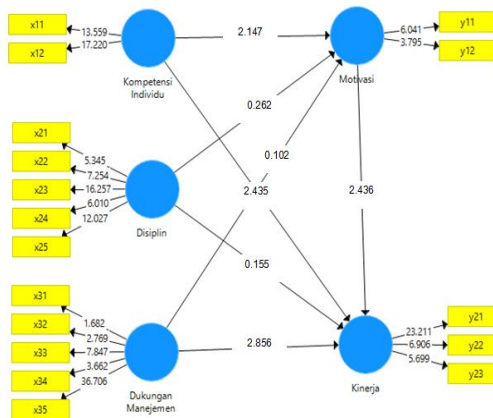 x11
13.559
x12
17.220
Kompetensi
Individu
2.147
6.041
y11
3.795
y12
Motivasi
0.262
0.102
x21
5.345
x22
7.254
x23
16.257
x24
6.010
x25
12.027
Disiplin
2.435
2.436
0.155
x31
1.682
x32
2.769
x33
7.847
x34
3.662
x35
36.706
Dukungan
Manejemen
2.856
23.211
y21
6.906
y22
5.699
y23
Kinerja